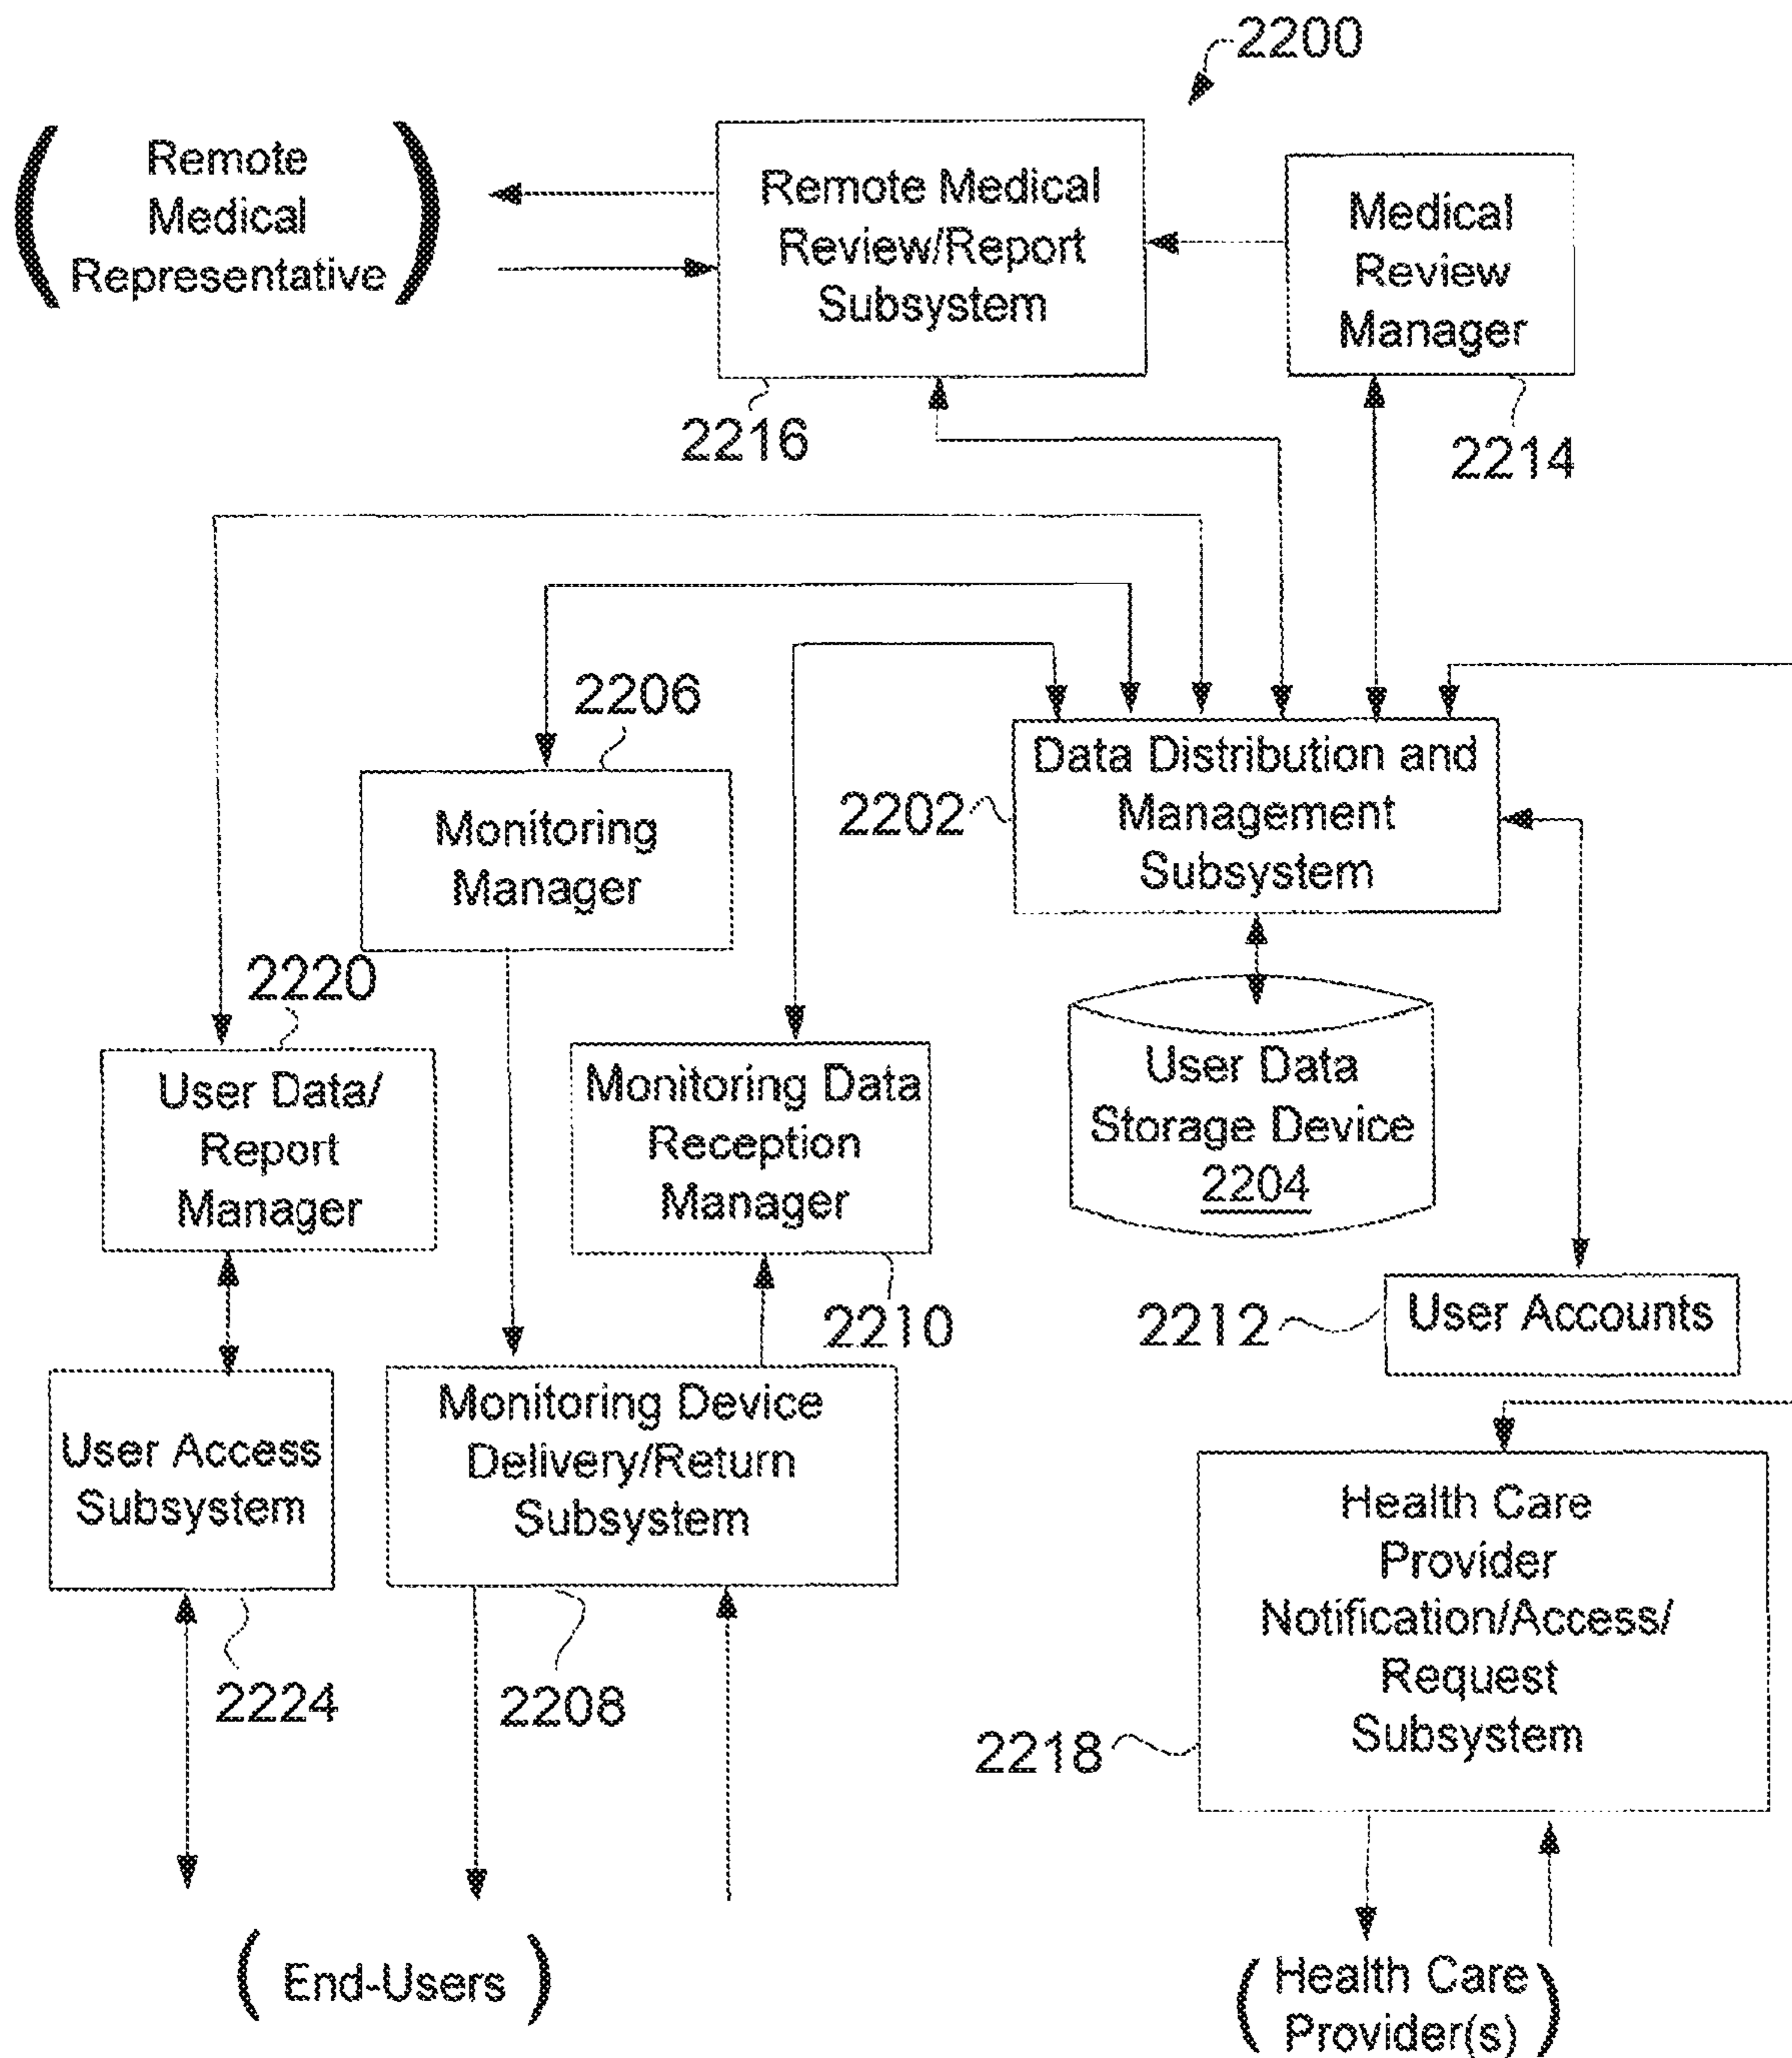 2200
Remote
Medical
Representative
Remote Medical
Review/Report
Subsystem
Medical
Review
Manager
2216
2214
2206
Monitoring
Manager
2202
Data Distribution and
Management
Subsystem
2220
User Data/
Report
Manager
Monitoring Data
Reception
Manager
User Data
Storage Device
2204
2210
2212
User Accounts
User Access
Subsystem
Monitoring Device
Delivery/Return
Subsystem
Health Care
Provider
Notification/Access/
Request
Subsystem
2224
2208
2218
End-Users
Health Care
Provider(s)